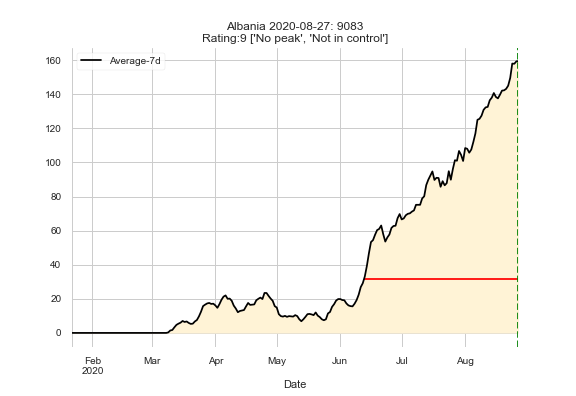 Albania 2020-08-27: 9083
Rating:9 ['No peak', 'Not in control']
Average-7d
160
140
120
100
80
60
40
20
0
Feb Mar Apr May Jun Jul Aug
2020
Date